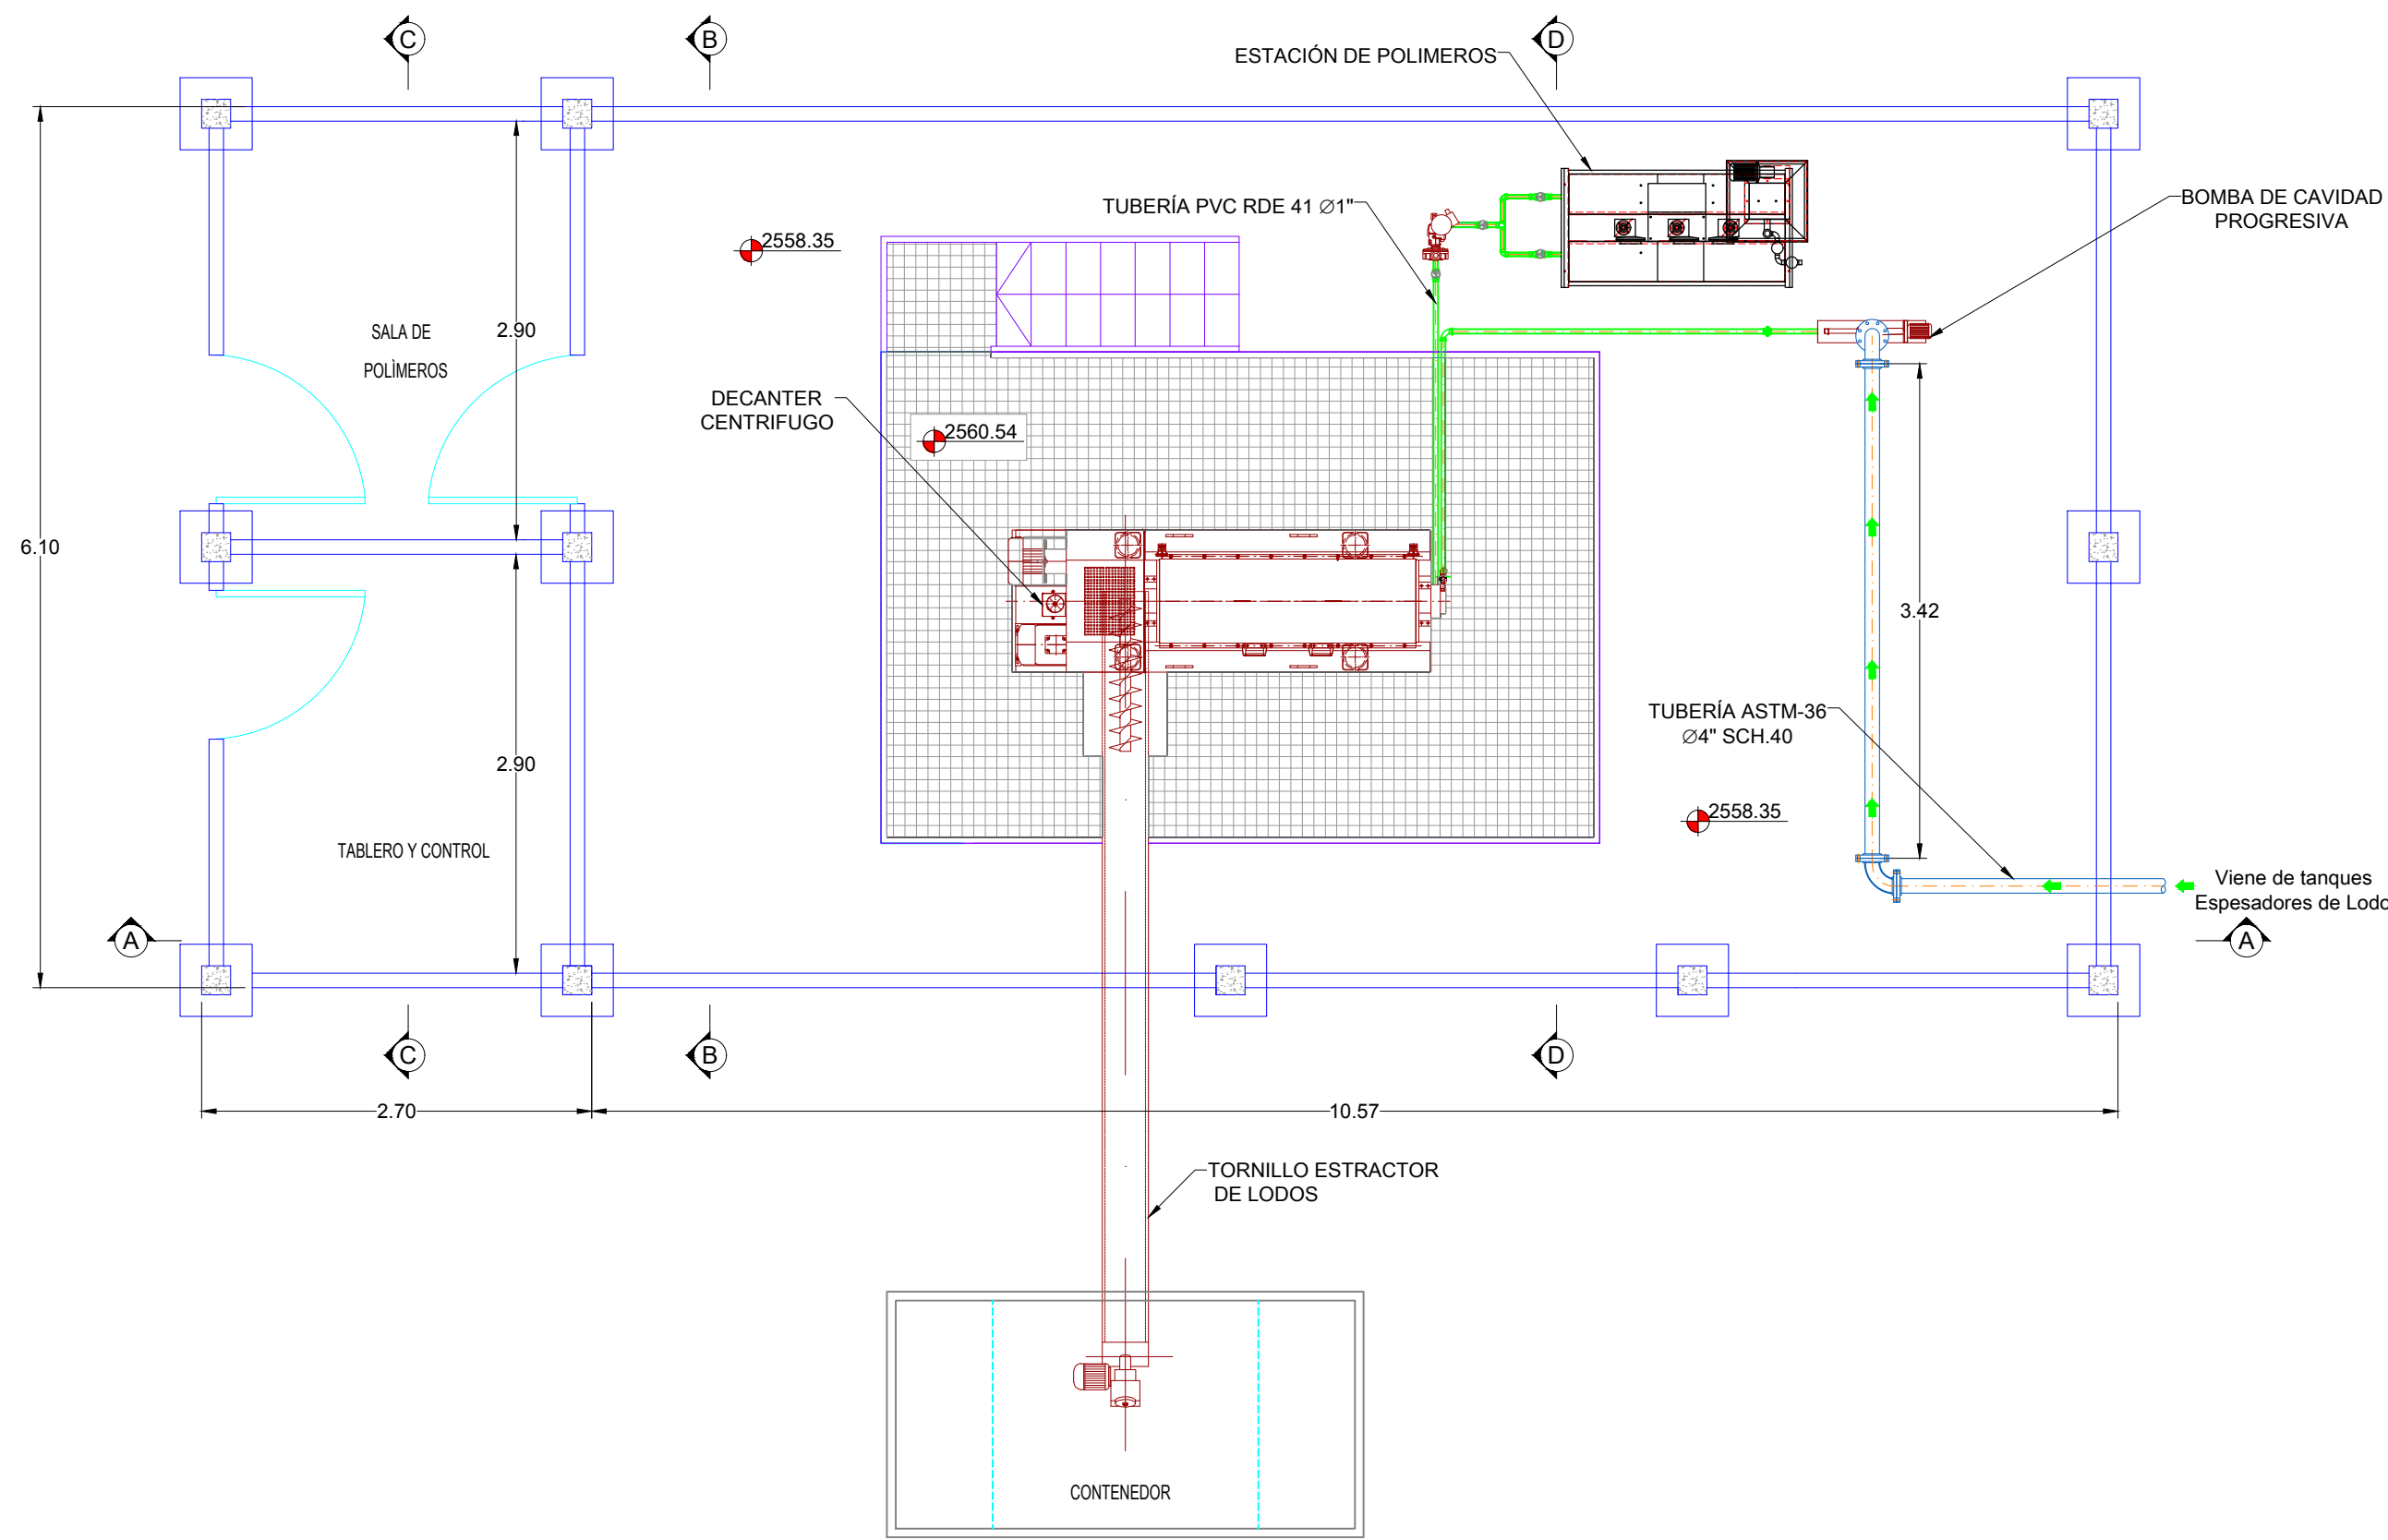 C
B
D
ESTACIÓN DE POLIMEROS
BOMBA DE CAVIDAD
PROGRESIVA
TUBERÍA PVC RDE 41 Ø1"
2558.35
SALA DE
POLÌMEROS
2.90
DECANTER
CENTRIFUGO
2560.54
6.10
3.42
TUBERÍA ASTM-36
Ø4" SCH.40
2.90
2558.35
TABLERO Y CONTROL
Viene de tanques
Espesadores de Lodo
A
A
C
B
D
2.70
10.57
TORNILLO ESTRACTOR
DE LODOS
CONTENEDOR